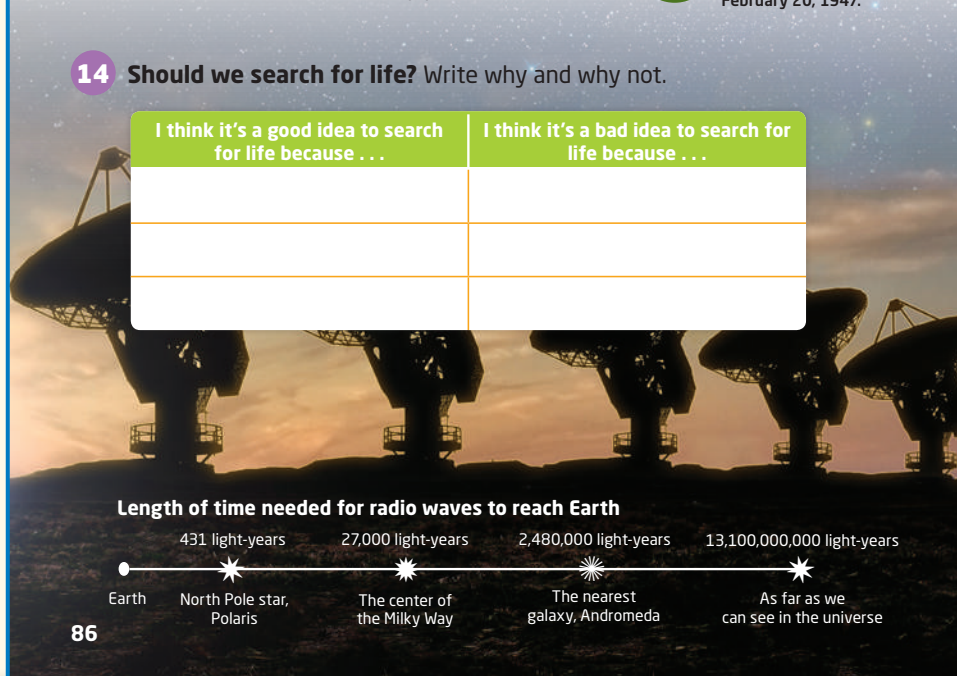 February 20, 1947.
14 Should we search for life? Write why and why not.
I think it's a good idea to search
for life because . . .
I think it's a bad idea to search for
life because . . .
Length of time needed for radio waves to reach Earth
431 light-years
27,000 light-years
2,480,000 light-years
13,100,000,000 light-years
Earth
North Pole star,
Polaris
The center of
the Milky Way
The nearest
galaxy, Andromeda
As far as we
can see in the universe
86